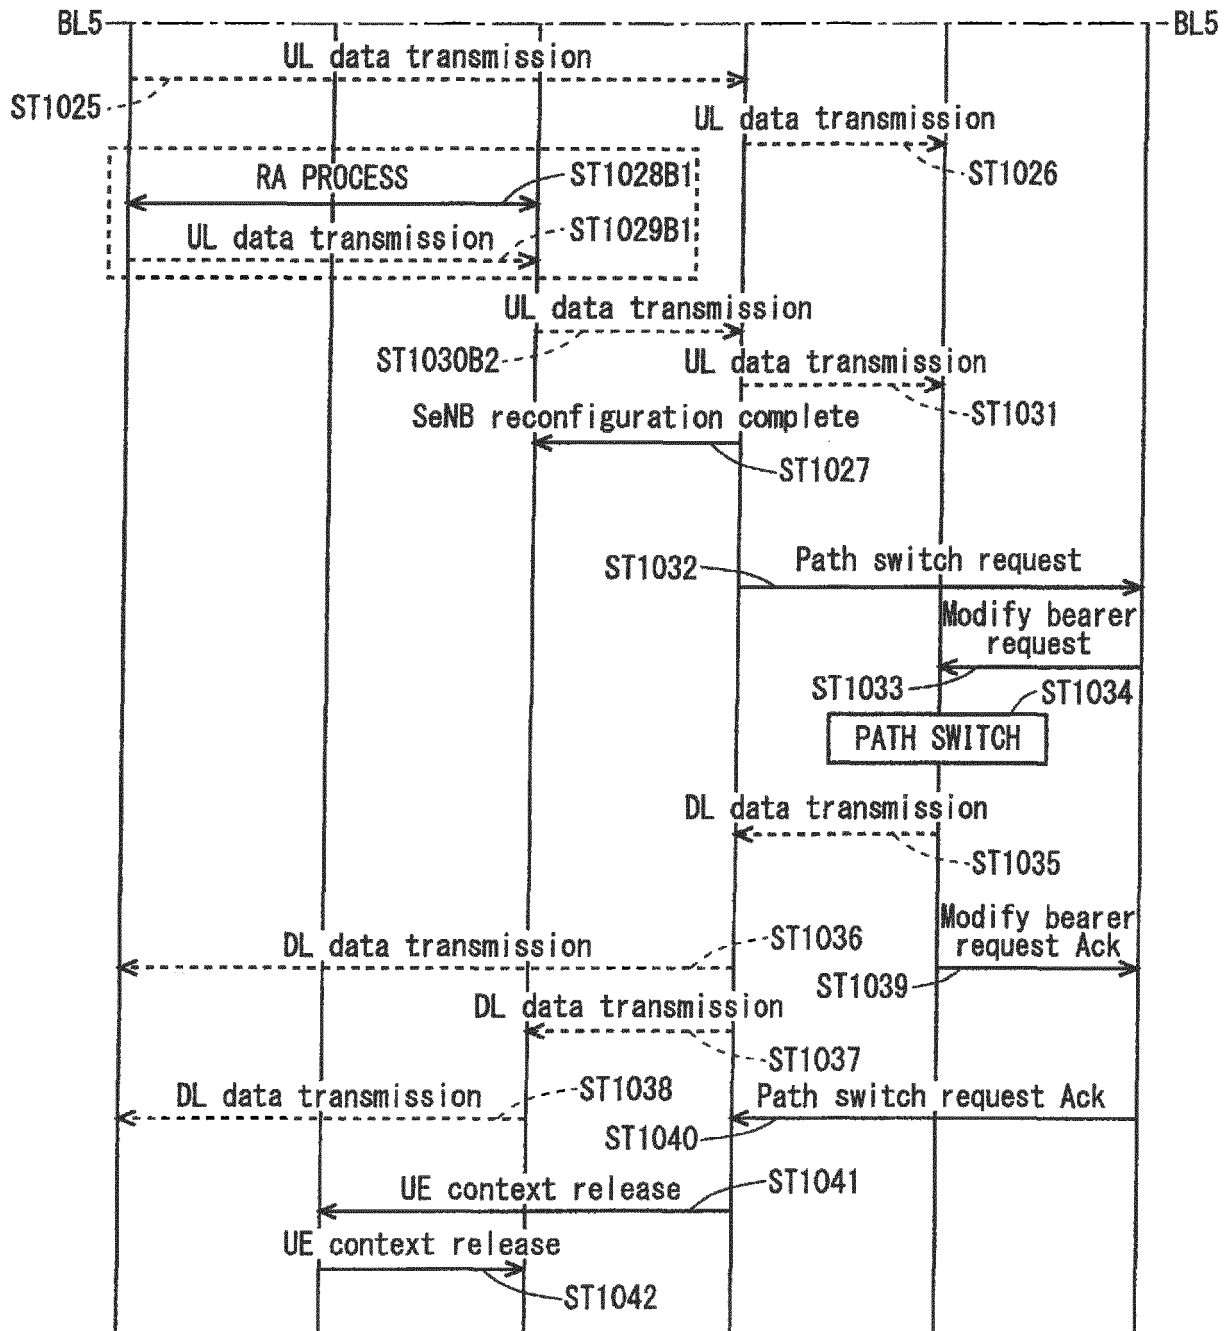 BL5
BL5
UL data transmission
ST1025
UL data transmission
ST1026
RA PROCESS
ST1028B1
UL data transmission
ST1029B1
UL data transmission
ST1030B2
UL data transmission
ST1031
SeNB reconfiguration complete
ST1027
Path switch request
ST1032
Modify bearer
request
ST1033
ST1034
PATH SWITCH
DL data transmission
ST1035
Modify bearer
request Ack
DL data transmission
ST1036
ST1039
DL data transmission
ST1037
DL data transmission
ST1038
Path switch request Ack
ST1040
UE context release
ST1041
UE context release
ST1042